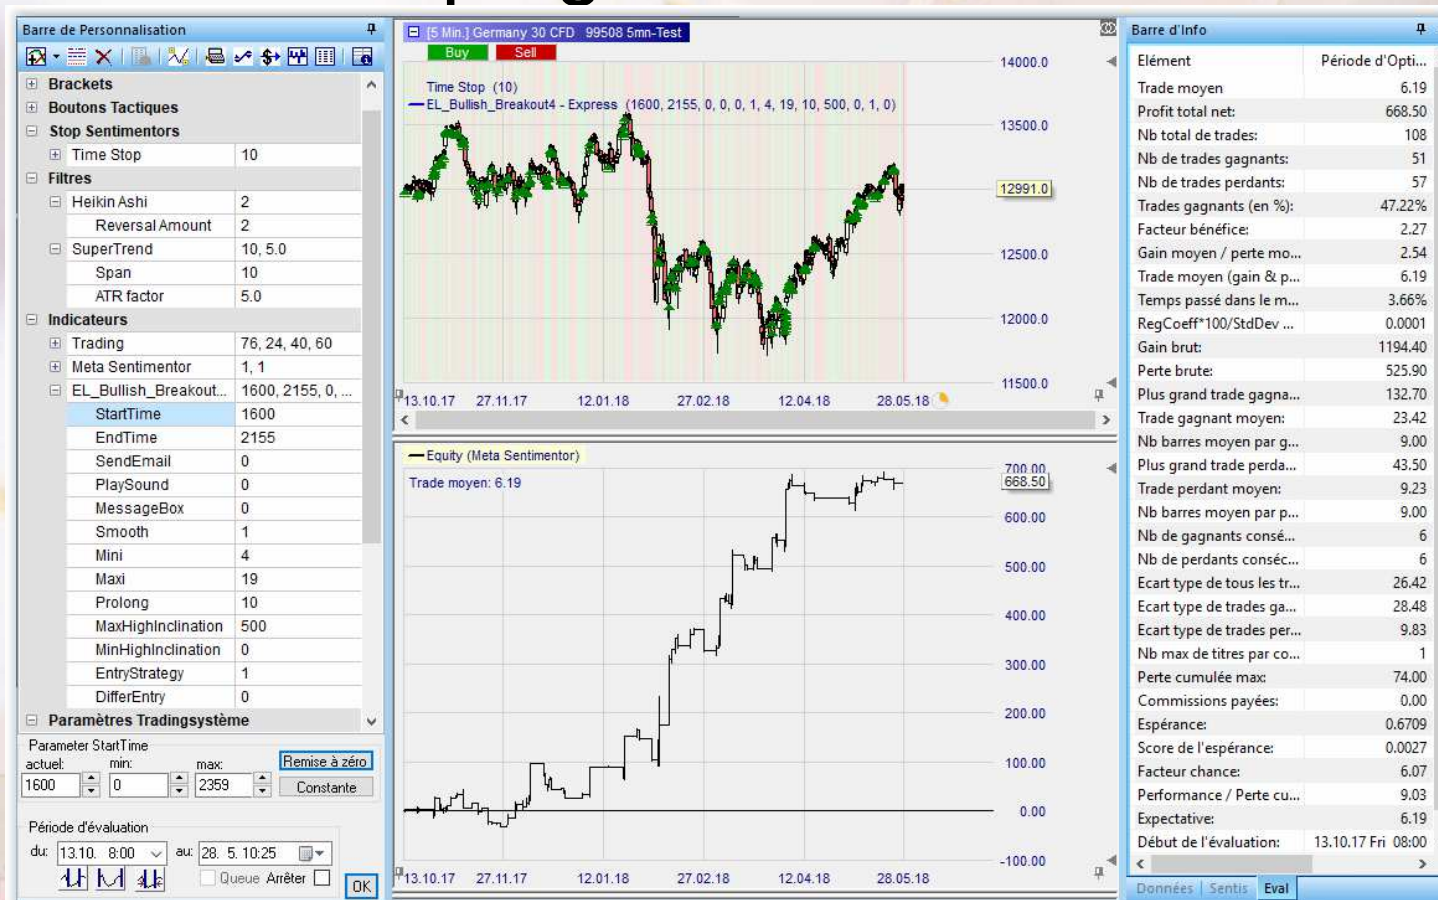 Barre de Personnalisation
Brackets
Boutons Tactiques
Stop Sentimentors
Time Stop 10
Filtres
Heikin Ashi 2
Reversal Amount 2
SuperTrend 10, 5.0
Span 10
ATR factor 5.0
Indicateurs
Trading 76, 24, 40, 60
Meta Sentimentor 1, 1
EL_Bullish_Breakout... 1600, 2155, 0, ...
StartTime 1600
EndTime 2155
SendEmail 0
PlaySound 0
MessageBox 0
Smooth 1
Mini 4
Maxi 19
Prolong 10
MaxHighInclination 500
MinHighInclination 0
EntryStrategy 1
DifferEntry 0
Paramètres Tradingsystème
Parameter StartTime
actuel: min: max: Remise à zéro
1600 0 2359 Constante
Période d'évaluation
du: 13.10. 8:00 au: 28. 5. 10:25
Queue Arrêter OK
[5 Min.] Germany 30 CFD 99508 5mn-Test
Buy Sell
Time Stop (10)
EL_Bullish_Breakout4 - Express (1600, 2155, 0, 0, 0, 1, 4, 19, 10, 500, 0, 1, 0)
14000.0
13500.0
12991.0
12500.0
12000.0
11500.0
13.10.17 27.11.17 12.01.18 27.02.18 12.04.18 28.05.18
Equity (Meta Sentimentor)
Trade moyen: 6.19
700.00
668.50
600.00
500.00
400.00
300.00
200.00
100.00
0.00
-100.00
13.10.17 27.11.17 12.01.18 27.02.18 12.04.18 28.05.18
Barre d'Info
Elément Période d'Opti...
Trade moyen 6.19
Profit total net: 668.50
Nb total de trades: 108
Nb de trades gagnants: 51
Nb de trades perdants: 57
Trades gagnants (en %): 47.22%
Facteur bénéfice: 2.27
Gain moyen / perte mo... 2.54
Trade moyen (gain & p... 6.19
Temps passé dans le m... 3.66%
RegCoeff*100/StdDev ... 0.0001
Gain brut: 1194.40
Perte brute: 525.90
Plus grand trade gagna... 132.70
Trade gagnant moyen: 23.42
Nb barres moyen par g... 9.00
Plus grand trade perda... 43.50
Trade perdant moyen: 9.23
Nb barres moyen par p... 9.00
Nb de gagnants consé... 6
Nb de perdants conséc... 6
Ecart type de tous les tr... 26.42
Ecart type de trades ga... 28.48
Ecart type de trades per... 9.83
Nb max de titres par co... 1
Perte cumulée max: 74.00
Commissions payées: 0.00
Espérance: 0.6709
Score de l'espérance: 0.0027
Facteur chance: 6.07
Performance / Perte cu... 9.03
Expectative: 6.19
Début de l'évaluation: 13.10.17 Fri 08:00
Données Sentis Eval